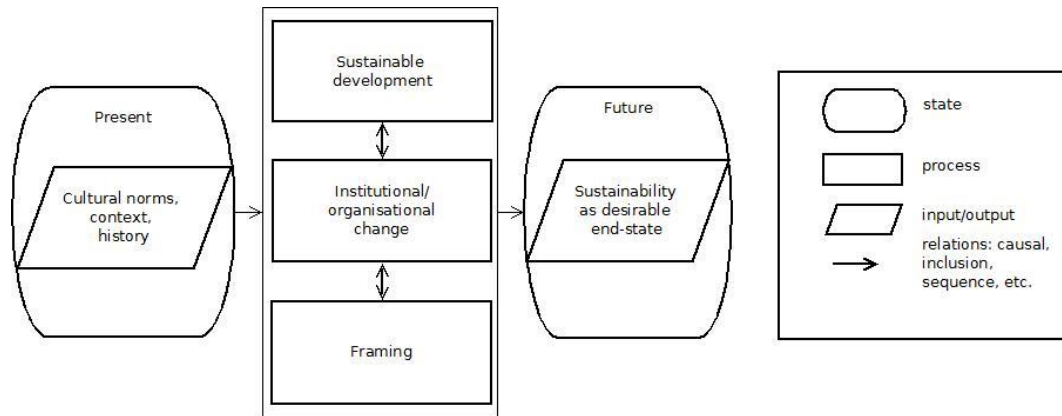 Present
Cultural norms,
context,
history
Sustainable
development
Institutional/
organisational
change
Framing
Future
Sustainability
as desirable
end-state
state
process
input/output
relations: causal,
inclusion,
sequence, etc.